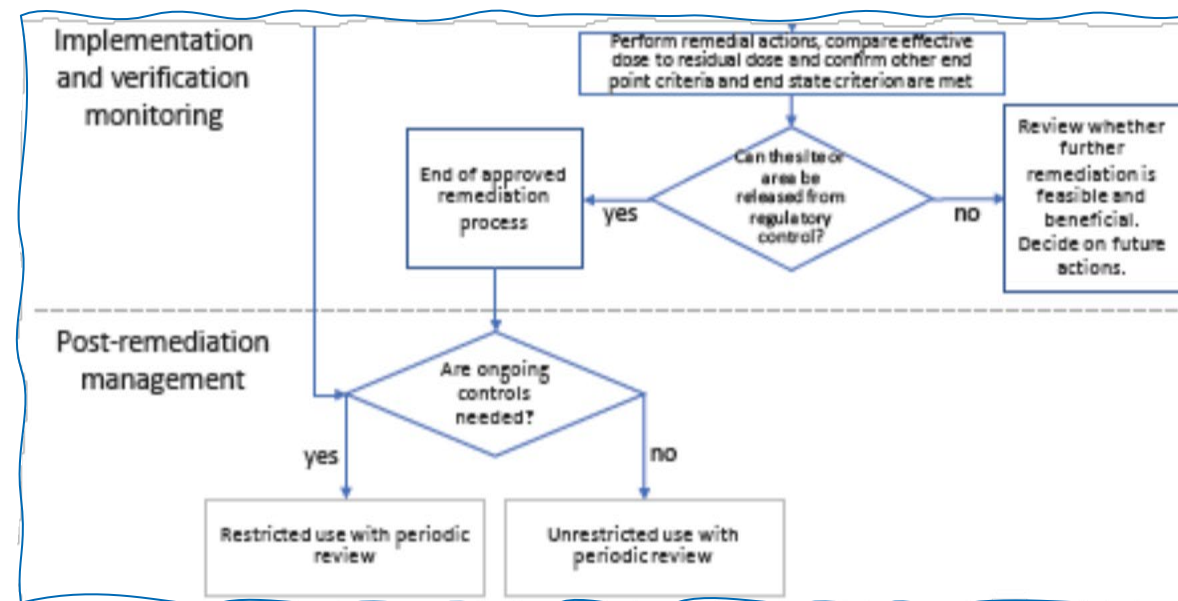 Implementation
and verification
monitoring
Perform remedial actions, compare effective
dose to residual dose and confirm other end
point criteria and end state criterion are met
Can the site or
area be
released from
regulatory
control?
yes
no
End of approved
remediation
process
Review whether
further
remediation is
feasible and
beneficial.
Decide on future
actions.
Post-remediation
management
Are ongoing
controls
needed?
yes
no
Restricted use with periodic
review
Unrestricted use with
periodic review